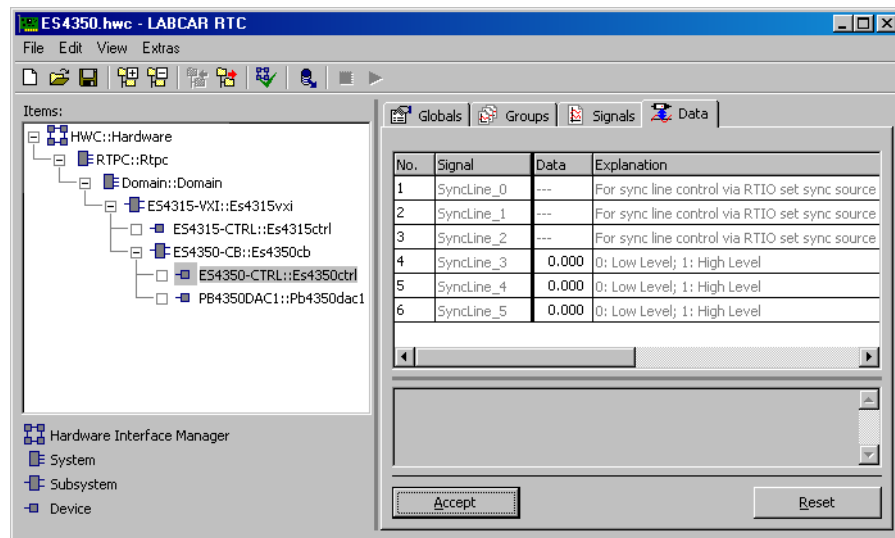 ES4350.hwc - LABCAR RTC
File Edit View Extras
Items:
HWC::Hardware
RTPC::Rtpc
Domain::Domain
ES4315-VXI::Es4315vxi
ES4315-CTRL::Es4315ctrl
ES4350-CB::Es4350cb
ES4350-CTRL::Es4350ctrl
PB4350DAC1::Pb4350dac1
Hardware Interface Manager
System
Subsystem
Device
Globals Groups Signals Data
No. Signal Data Explanation
1 SyncLine_0 --- For sync line control via RTIO set sync source
2 SyncLine_1 --- For sync line control via RTIO set sync source
3 SyncLine_2 --- For sync line control via RTIO set sync source
4 SyncLine_3 0.000 0: Low Level; 1: High Level
5 SyncLine_4 0.000 0: Low Level; 1: High Level
6 SyncLine_5 0.000 0: Low Level; 1: High Level
Accept Reset